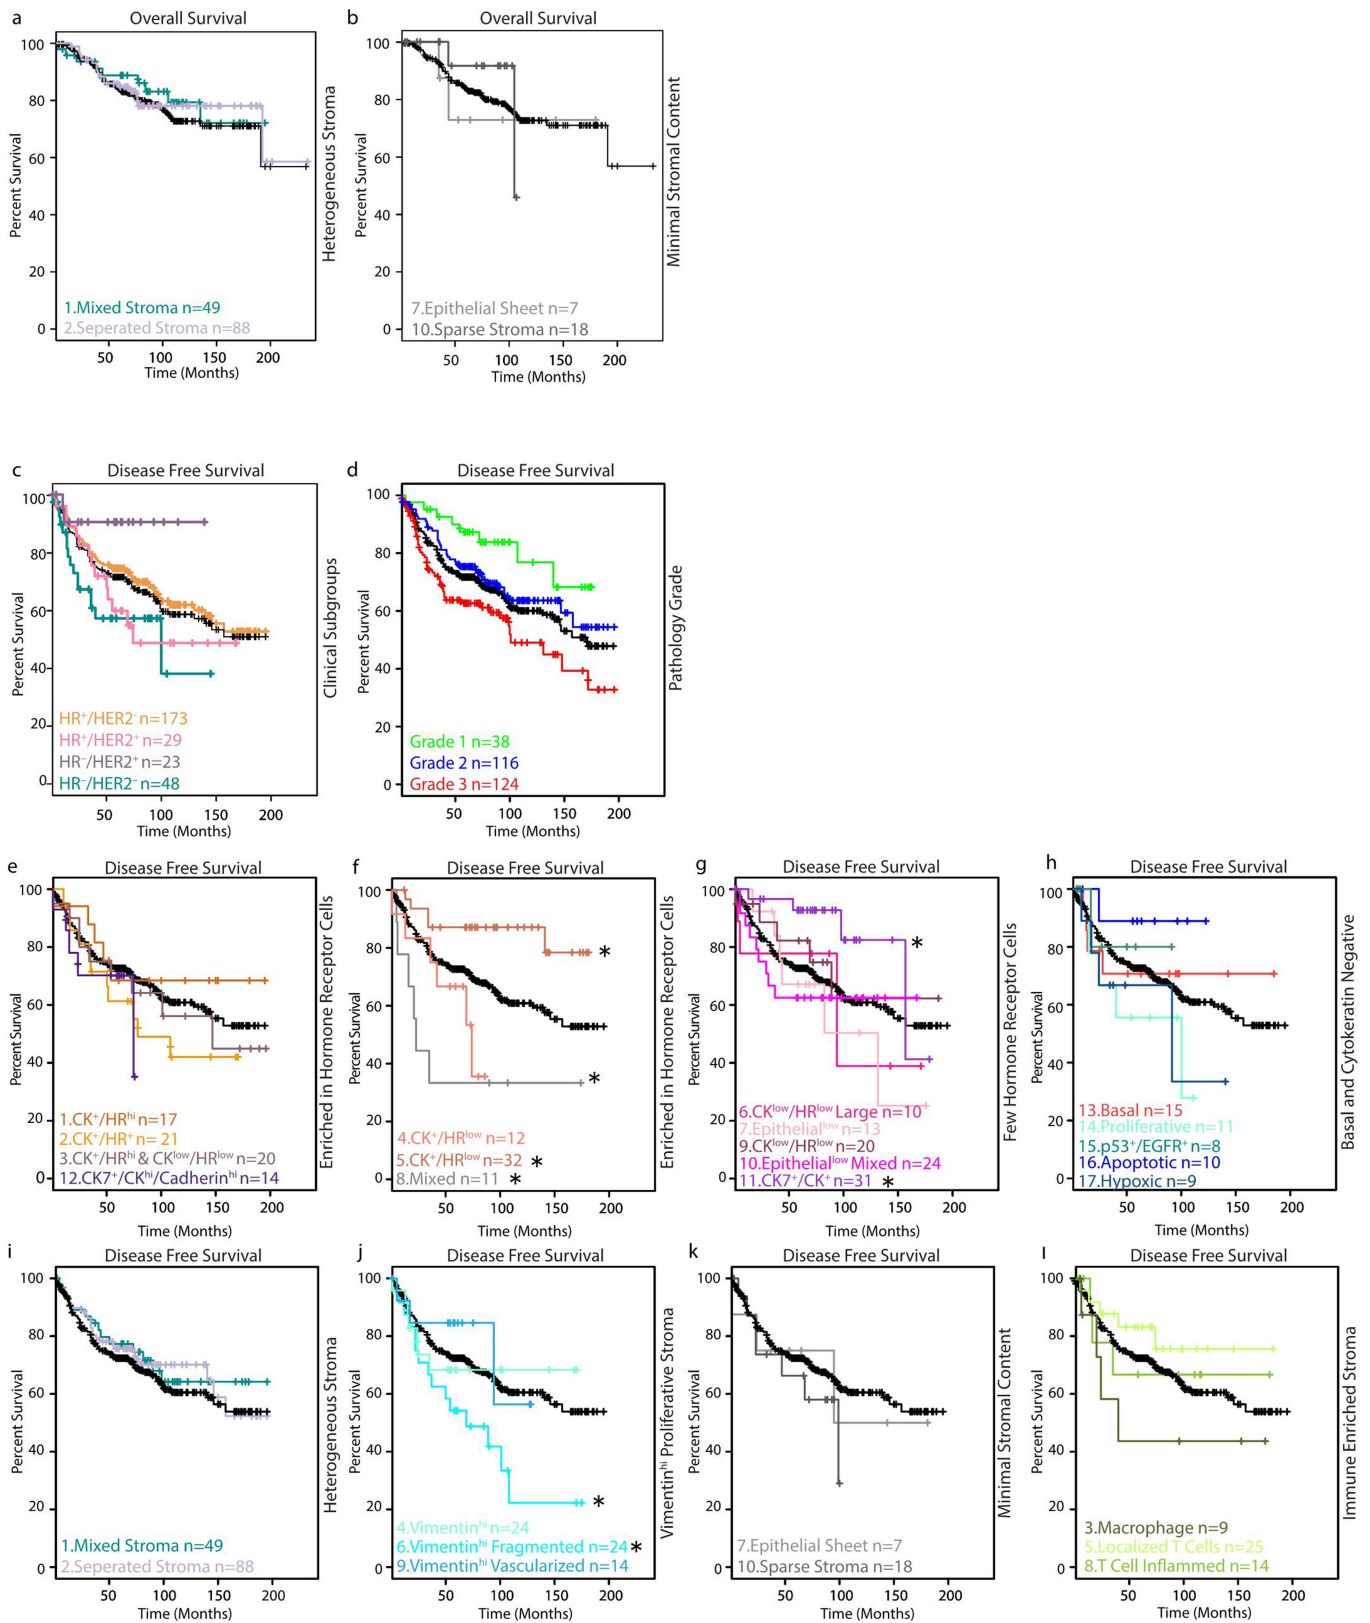 a
Overall Survival
100
80
60
40
20
0
Percent Survival
1.Mixed Stroma n=49
2.Seperated Stroma n=88
50 100 150 200
Time (Months)
Heterogeneous Stroma
b
Overall Survival
100
80
60
40
20
0
Percent Survival
7.Epithelial Sheet n=7
10.Sparse Stroma n=18
50 100 150 200
Time (Months)
Minimal Stromal Content
c
Disease Free Survival
100
80
60
40
20
0
Percent Survival
HR⁺/HER2⁻ n=173
HR⁺/HER2⁺ n=29
HR⁻/HER2⁺ n=23
HR⁻/HER2⁻ n=48
50 100 150 200
Time (Months)
Clinical Subgroups
d
Disease Free Survival
100
80
60
40
20
0
Percent Survival
Grade 1 n=38
Grade 2 n=116
Grade 3 n=124
50 100 150 200
Time (Months)
Pathology Grade
e
Disease Free Survival
100
80
60
40
20
0
Percent Survival
1.CK⁺/HRʰⁱ n=17
2.CK⁺/HR⁺ n= 21
3.CK⁺/HRʰⁱ & CKˡᵒʷ/HRˡᵒʷ n=20
12.CK7⁺/CKʰⁱ/Cadherinʰⁱ n=14
50 100 150 200
Time (Months)
Enriched in Hormone Receptor Cells
f
Disease Free Survival
100
80
60
40
20
0
Percent Survival
*
*
4.CK⁺/HRˡᵒʷ n=12
5.CK⁺/HRˡᵒʷ n=32 *
8.Mixed n=11 *
50 100 150 200
Time (Months)
Enriched in Hormone Receptor Cells
g
Disease Free Survival
100
80
60
40
20
0
Percent Survival
*
6.CKˡᵒʷ/HRˡᵒʷ Large n=10
7.Epithelialˡᵒʷ n=13
9.CKˡᵒʷ/HRˡᵒʷ n=20
10.Epithelialˡᵒʷ Mixed n=24
11.CK7⁺/CK⁺ n=31 *
50 100 150 200
Time (Months)
Few Hormone Receptor Cells
h
Disease Free Survival
100
80
60
40
20
0
Percent Survival
13.Basal n=15
14.Proliferative n=11
15.p53⁺/EGFR⁺ n=8
16.Apoptotic n=10
17.Hypoxic n=9
50 100 150 200
Time (Months)
Basal and Cytokeratin Negative
i
Disease Free Survival
100
80
60
40
20
0
Percent Survival
1.Mixed Stroma n=49
2.Seperated Stroma n=88
50 100 150 200
Time (Months)
Heterogeneous Stroma
j
Disease Free Survival
100
80
60
40
20
0
Percent Survival
*
4.Vimentinʰⁱ n=24
6.Vimentinʰⁱ Fragmented n=24 *
9.Vimentinʰⁱ Vascularized n=14
50 100 150 200
Time (Months)
Vimentinʰⁱ Proliferative Stroma
k
Disease Free Survival
100
80
60
40
20
0
Percent Survival
7.Epithelial Sheet n=7
10.Sparse Stroma n=18
50 100 150 200
Time (Months)
Minimal Stromal Content
l
Disease Free Survival
100
80
60
40
20
0
Percent Survival
3.Macrophage n=9
5.Localized T Cells n=25
8.T Cell Inflammed n=14
50 100 150 200
Time (Months)
Immune Enriched Stroma